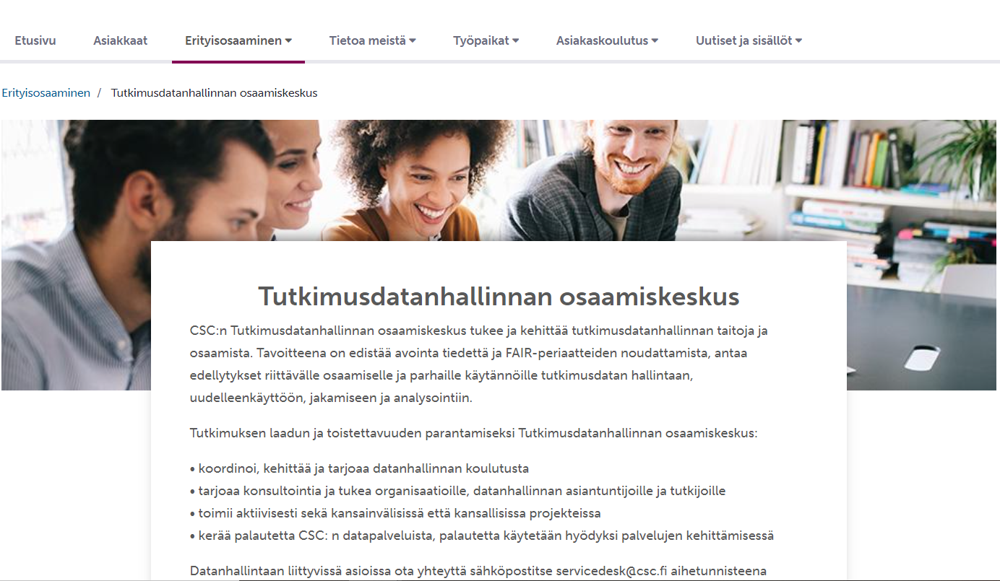 Etusivu Asiakkaat Erityisosaaminen Tietoa meistä Työpaikat Asiakaskoulutus Uutiset ja sisällöt
Erityisosaaminen / Tutkimusdatanhallinnan osaamiskeskus
Tutkimusdatanhallinnan osaamiskeskus
CSC:n Tutkimusdatanhallinnan osaamiskeskus tukee ja kehittää tutkimusdatanhallinnan taitoja ja
osaamista. Tavoitteena on edistää avointa tiedettä ja FAIR-periaatteiden noudattamista, antaa
edellytykset riittävälle osaamiselle ja parhaille käytännöille tutkimusdatan hallintaan,
uudelleenkäyttöön, jakamiseen ja analysointiin.
Tutkimuksen laadun ja toistettavuuden parantamiseksi Tutkimusdatanhallinnan osaamiskeskus:
• koordinoi, kehittää ja tarjoaa datanhallinnan koulutusta
• tarjoaa konsultointia ja tukea organisaatioille, datanhallinnan asiantuntijoille ja tutkijoille
• toimii aktiivisesti sekä kansainvälisissä että kansallisissa projekteissa
• kerää palautetta CSC: n datapalveluista, palautetta käytetään hyödyksi palvelujen kehittämisessä
Datanhallintaan liittyvissä asioissa ota yhteyttä sähköpostitse servicedesk@csc.fi aihetunnisteena